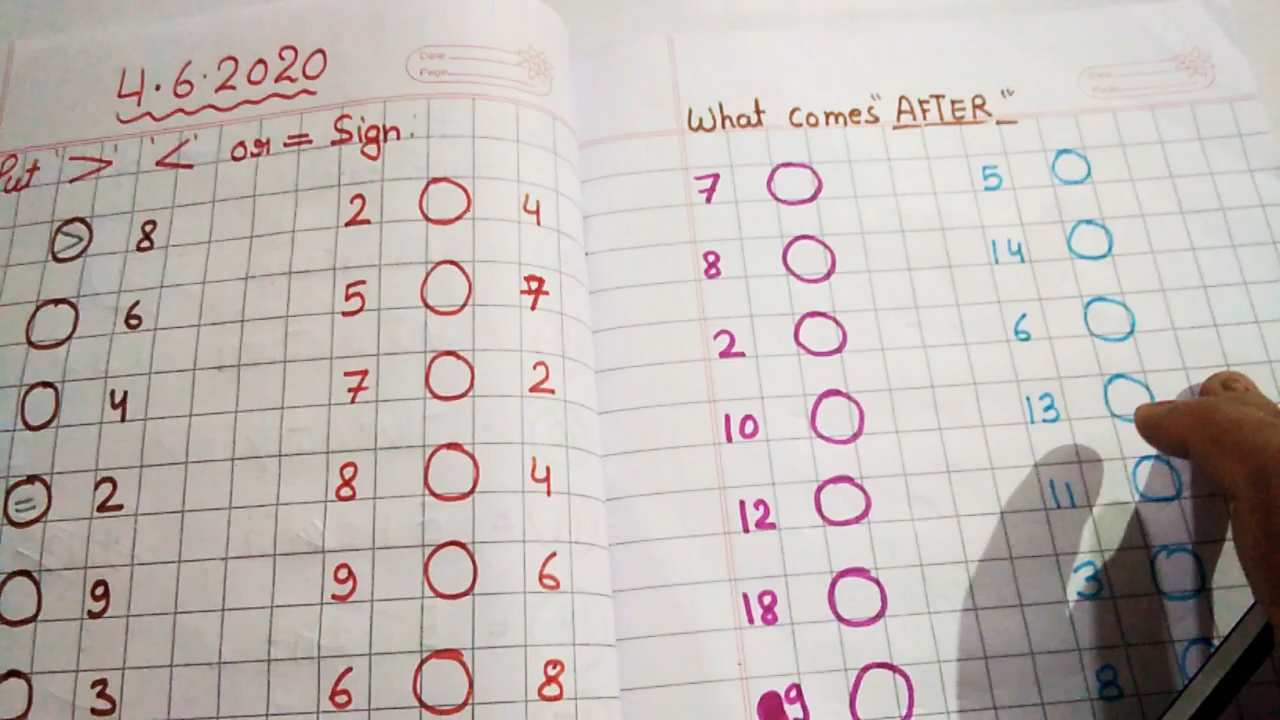 4.6.2020
Date
Page
Put '>' '<' or = Sign.
> 8 2 4
6 5 7
4 7 2
= 2 8 4
9 9 6
3 6 8
What comes "AFTER"
7 5
8 14
2 6
10 13
12 11
18 3
9 8